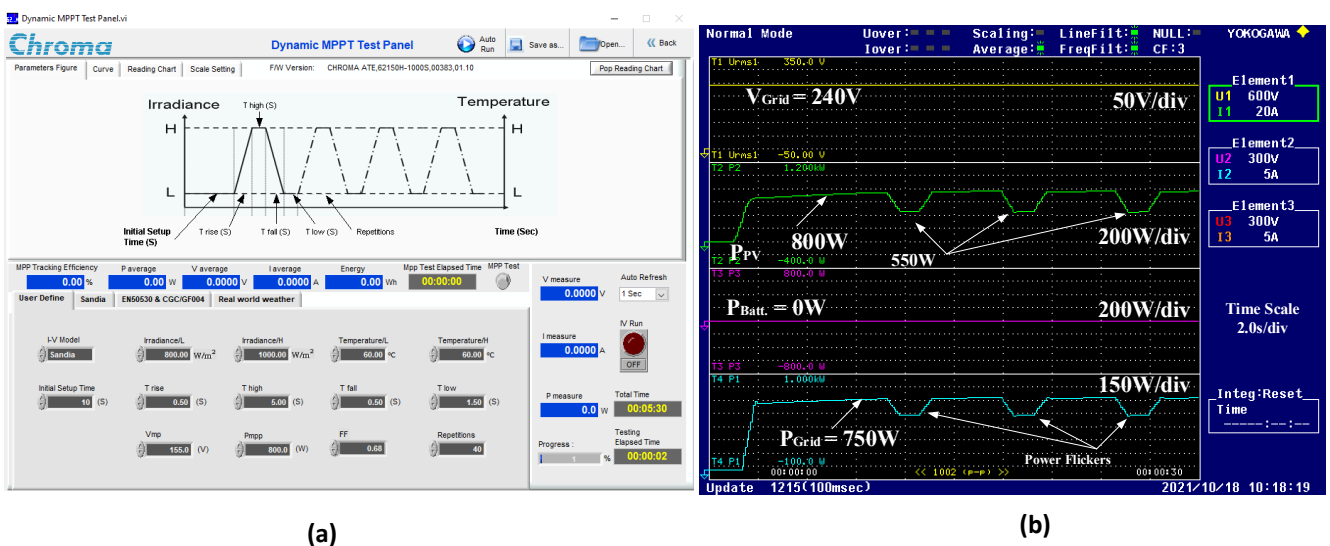 Dynamic MPPT Test Panel.vi
Chroma
Dynamic MPPT Test Panel
Auto Run
Save as...
Open...
Back
Parameters Figure
Curve
Reading Chart
Scale Setting
F/W Version: CHROMA ATE,62150H-1000S,00383,01.10
Pop Reading Chart
Irradiance
T high (S)
Temperature
H
H
L
L
Initial Setup Time (S)
T rise (S)
T fall (S)
T low (S)
Repetitions
Time (Sec)
MPP Tracking Efficiency
0.00 %
P average
0.00 W
V average
0.0000 V
I average
0.0000 A
Energy
0.00 Wh
Mpp Test Elapsed Time
00:00:00
MPP Test
User Define
Sandia
EN50530 & CGC/GF004
Real world weather
I-V Model
Sandia
Irradiance/L
800.00 W/m²
Irradiance/H
1000.00 W/m²
Temperature/L
60.00 ℃
Temperature/H
60.00 ℃
Initial Setup Time
10 (S)
T rise
0.50 (S)
T high
5.00 (S)
T fall
0.50 (S)
T low
1.50 (S)
Vmp
155.0 (V)
Pmpp
800.0 (W)
FF
0.68
Repetitions
40
V measure
0.0000 V
Auto Refresh
1 Sec
I measure
0.0000 A
IV Run
OFF
P measure
0.0 W
Total Time
00:05:30
Progress :
1 %
Testing Elapsed Time
00:00:02
(a)
Normal Mode
Uover:
Iover:
Scaling:
Average:
LineFilt:
FreqFilt:
NULL:
CF:3
YOKOGAWA
T1 Urms1 350.0 V
VGrid = 240V
50V/div
T1 Urms1 -50.00 V
T2 P2 1.200kW
PPV
800W
550W
200W/div
T2 P2 -400.0 W
T3 P3 800.0 W
PBatt. = 0W
200W/div
T3 P3 -800.0 W
T4 P1 1.000kW
150W/div
PGrid = 750W
Power Flickers
T4 P1 -100.0 W
00:00:00
<< 1002 (p-p) >>
00:00:30
Update 1215(100msec)
2021/10/18 10:18:19
Element1
U1 600V
I1 20A
Element2
U2 300V
I2 5A
Element3
U3 300V
I3 5A
Time Scale
2.0s/div
Integ:Reset
Time
-----:--:--
(b)